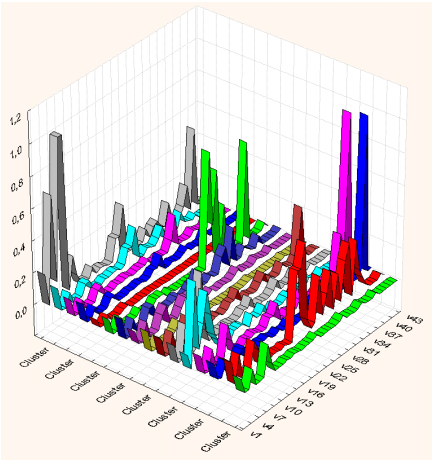 1,2
1,0
0,8
0,6
0,4
0,2
0,0
Cluster
Cluster
Cluster
Cluster
Cluster
Cluster
Cluster
V1
V4
V7
V10
V13
V16
V19
V22
V25
V28
V31
V34
V37
V40
V43